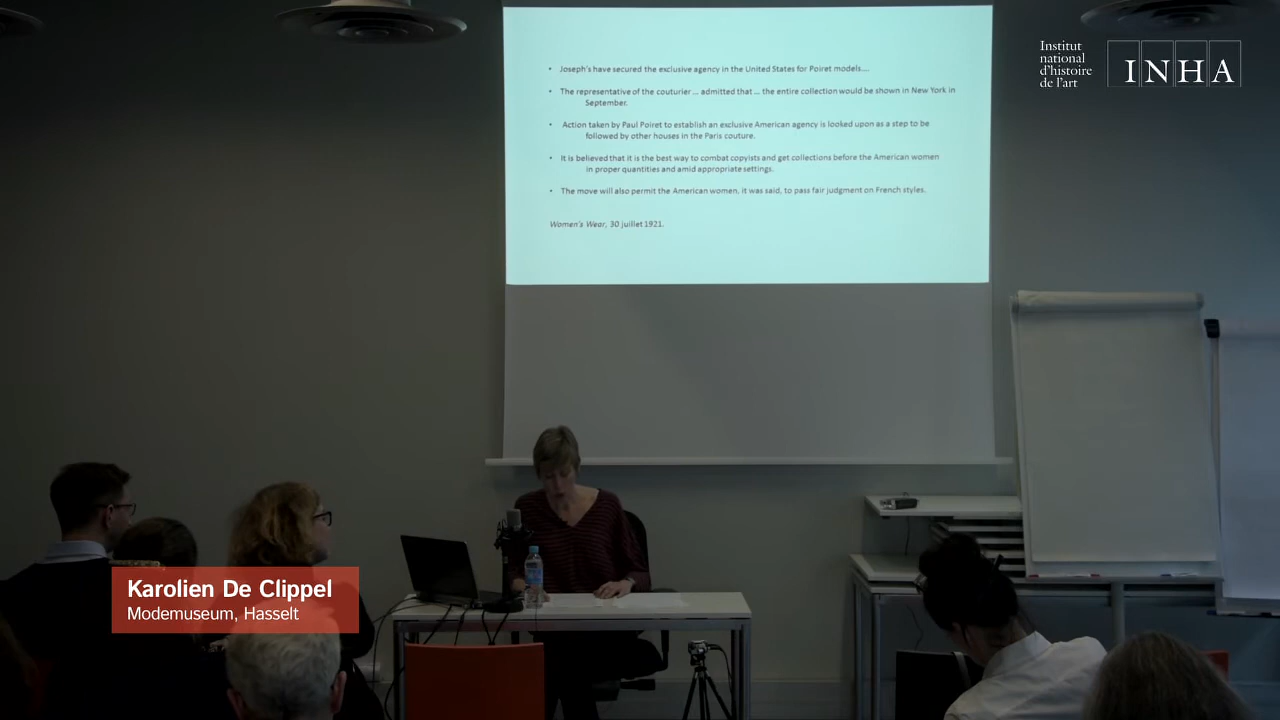 • Joseph's have secured the exclusive agency in the United States for Poiret models....
• The representative of the couturier ... admitted that ... the entire collection would be shown in New York in
September.
• Action taken by Paul Poiret to establish an exclusive American agency is looked upon as a step to be
followed by other houses in the Paris couture.
• It is believed that it is the best way to combat copyists and get collections before the American women
in proper quantities and amid appropriate settings.
• The move will also permit the American women, it was said, to pass fair judgment on French styles.
Women's Wear, 30 juillet 1921.
Institut
national
d'histoire
de l'art
INHA
Karolien De Clippel
Modemuseum, Hasselt